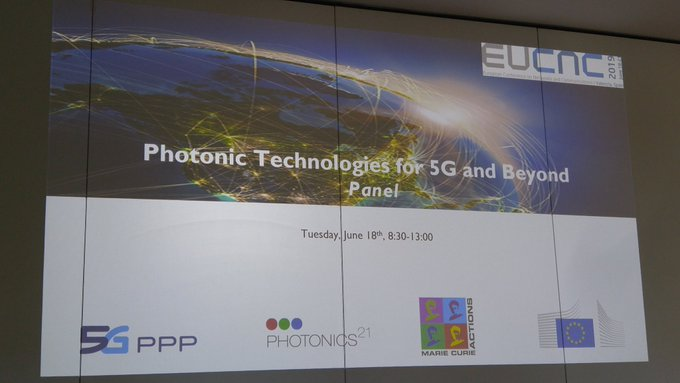 EUCNC 2019
Photonic Technologies for 5G and Beyond
Panel
Tuesday, June 18th, 8:30-13:00
5G PPP
PHOTONICS21
MARIE CURIE ACTIONS